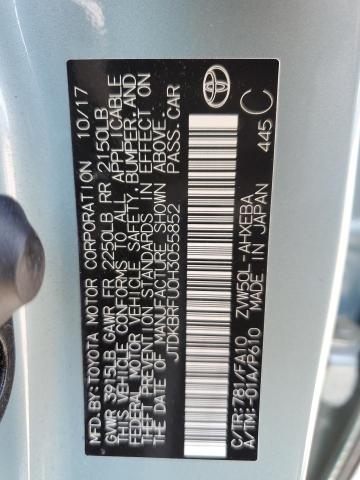 MFD.BY:TOYOTA MOTOR CORPORATION 10/17
GVWR 3915LB GAWR FR 2250LB RR 2150LB
THIS VEHICLE CONFORMS TO ALL APPLICABLE
FEDERAL MOTOR VEHICLE SAFETY,BUMPER,AND
THEFT PREVENTION STANDARDS IN EFFECT ON
THE DATE OF MANUFACTURE SHOWN ABOVE.
JTDKBRFU0H3055852 PASS.CAR
C/TR:781/FA10 ZVW50L-AHXEBA
A/TM:-01A/P610 MADE IN JAPAN 445 C